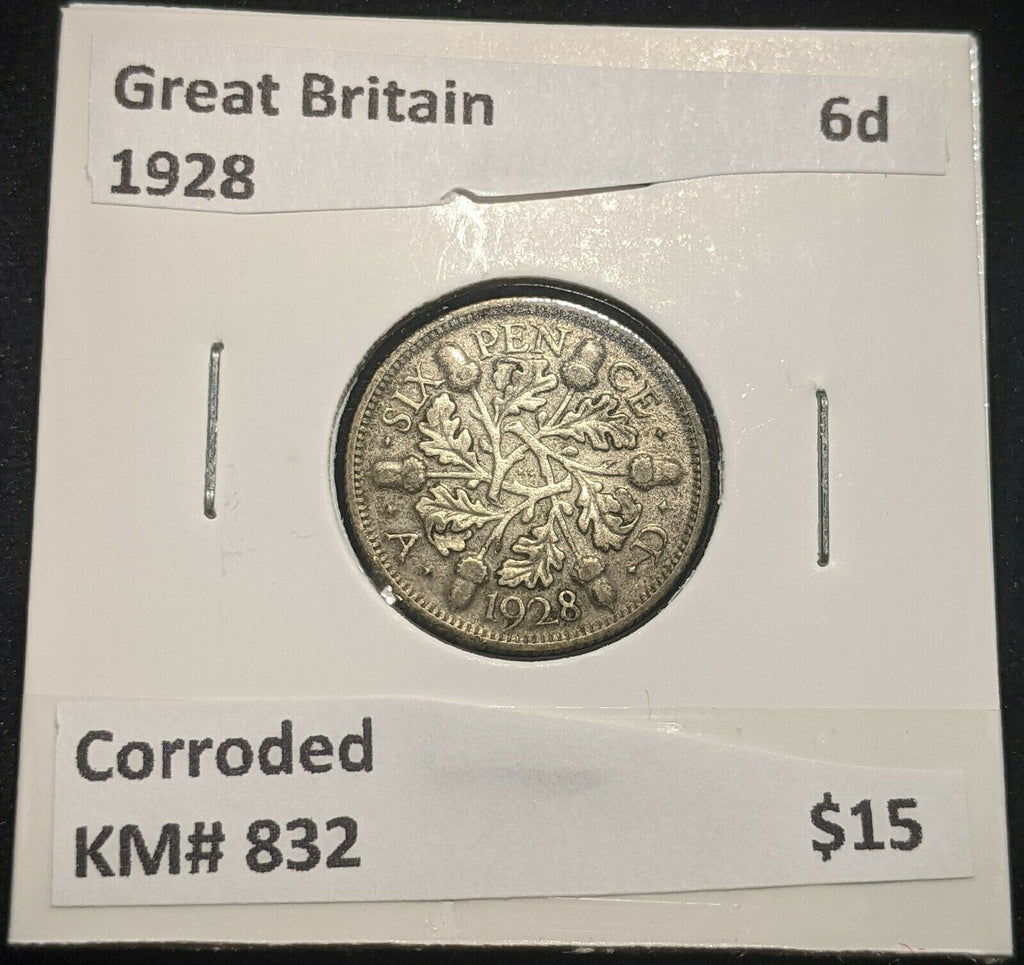 Great Britain 6d
1928
·SIX PENCE·
A· ·D
1928
Corroded
KM# 832 $15